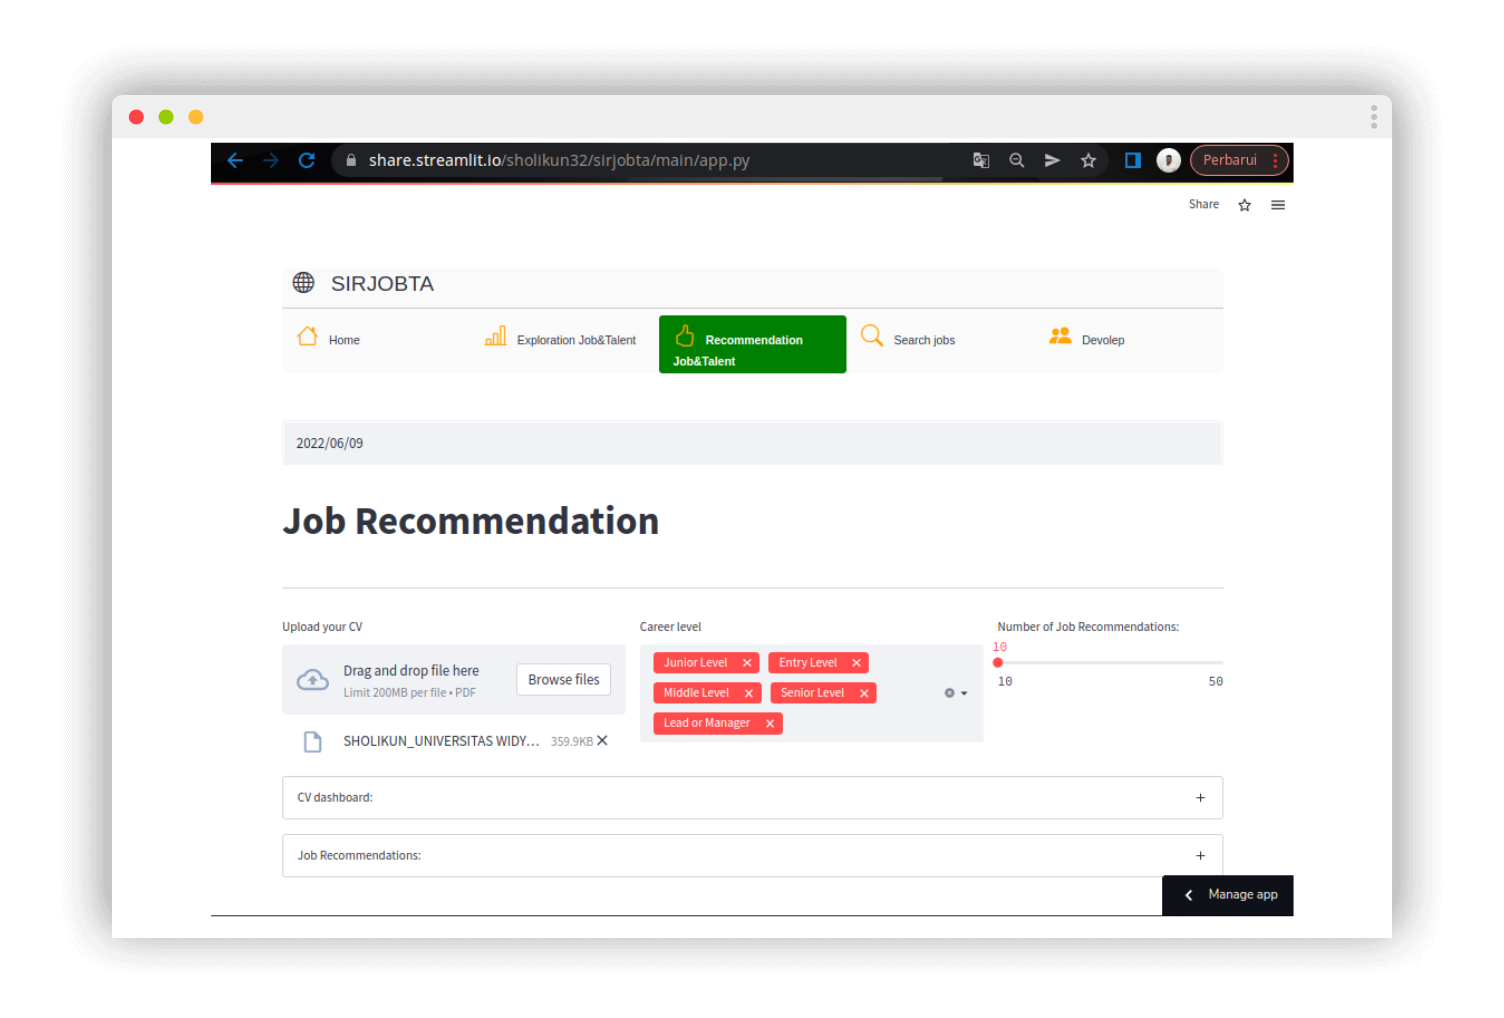 share.streamlit.io/sholikun32/sirjobta/main/app.py
Perbarui
Share
SIRJOBTA
Home
Exploration Job&Talent
Recommendation
Job&Talent
Search jobs
Devolep
2022/06/09
Job Recommendation
Upload your CV
Drag and drop file here
Limit 200MB per file • PDF
Browse files
SHOLIKUN_UNIVERSITAS WIDY... 359.9KB
Career level
Junior Level
Entry Level
Middle Level
Senior Level
Lead or Manager
Number of Job Recommendations:
10
10 50
CV dashboard:
Job Recommendations:
Manage app